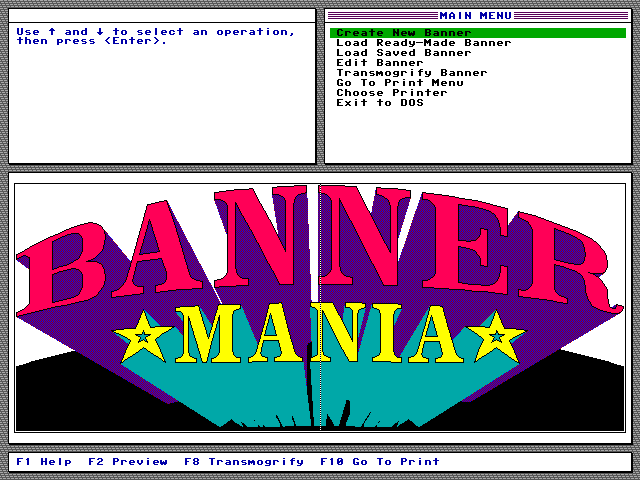 Use ↑ and ↓ to select an operation,
then press <Enter>.
MAIN MENU
Create New Banner
Load Ready-Made Banner
Load Saved Banner
Edit Banner
Transmogrify Banner
Go To Print Menu
Choose Printer
Exit to DOS
BANNER
MANIA
F1 Help F2 Preview F8 Transmogrify F10 Go To Print